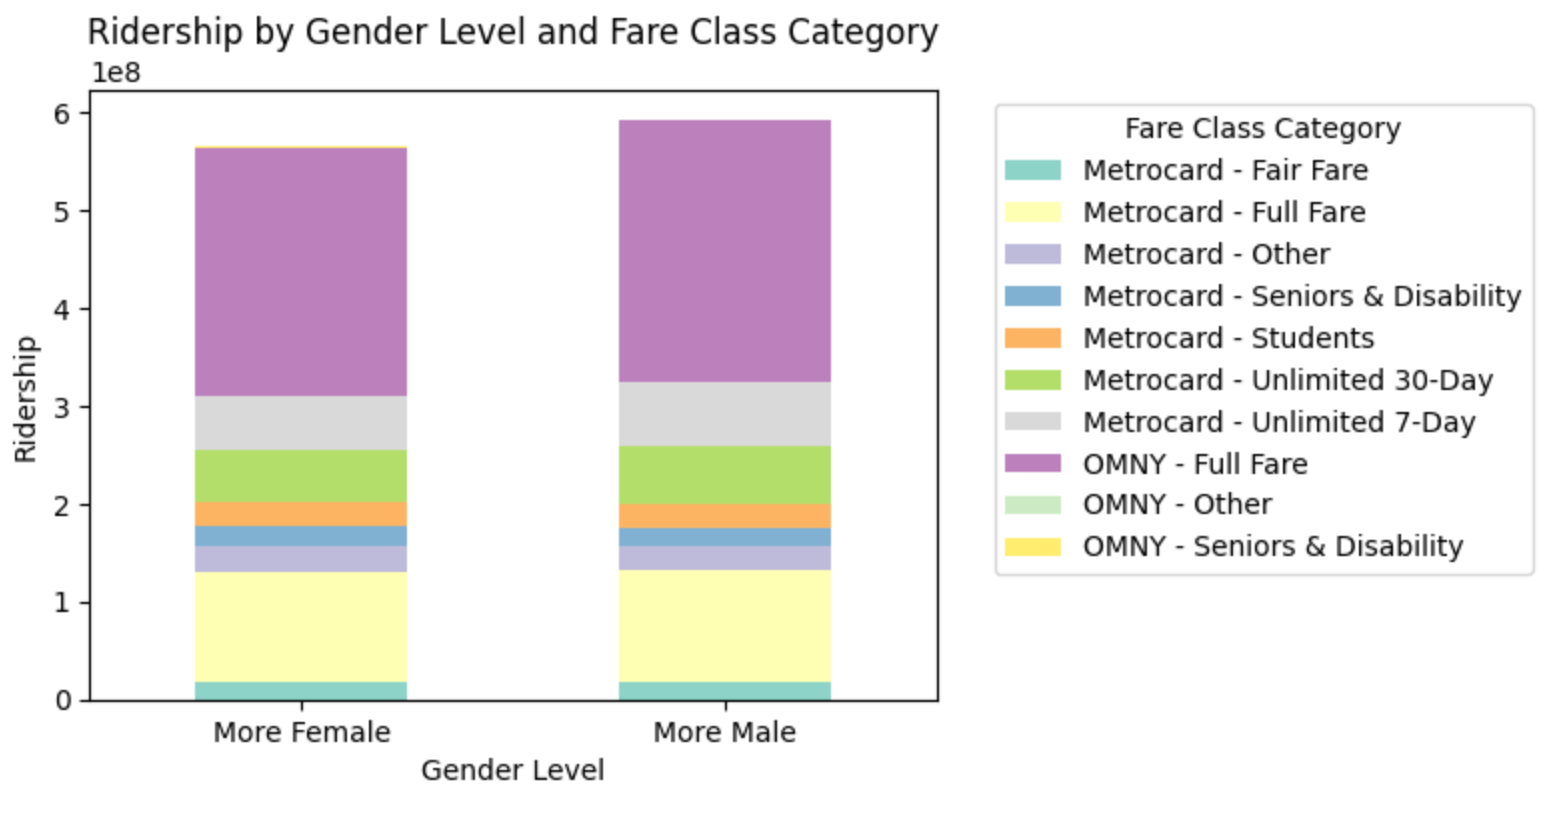 Ridership by Gender Level and Fare Class Category
1e8
6
5
4
3
2
1
0
Ridership
More Female
More Male
Gender Level
Fare Class Category
Metrocard - Fair Fare
Metrocard - Full Fare
Metrocard - Other
Metrocard - Seniors & Disability
Metrocard - Students
Metrocard - Unlimited 30-Day
Metrocard - Unlimited 7-Day
OMNY - Full Fare
OMNY - Other
OMNY - Seniors & Disability